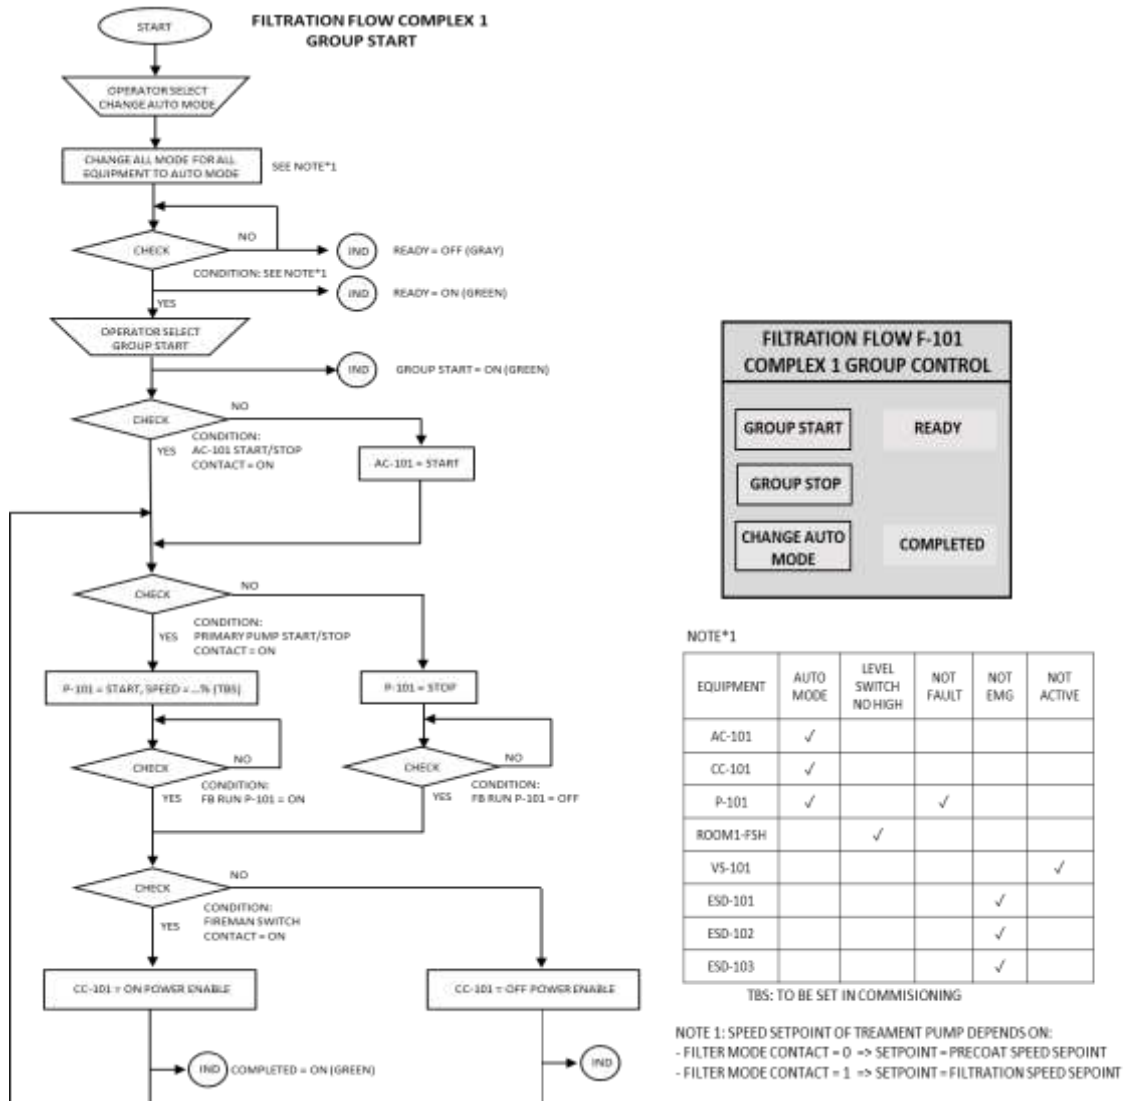 START
FILTRATION FLOW COMPLEX 1
GROUP START
OPERATOR SELECT
CHANGE AUTO MODE
CHANGE ALL MODE FOR ALL
EQUIPMENT TO AUTO MODE
SEE NOTE*1
CHECK
NO
IND
READY = OFF (GRAY)
CONDITION: SEE NOTE*1
YES
IND
READY = ON (GREEN)
OPERATOR SELECT
GROUP START
IND
GROUP START = ON (GREEN)
CHECK
NO
YES
CONDITION:
AC-101 START/STOP
CONTACT = ON
AC-101 = START
CHECK
NO
YES
CONDITION:
PRIMARY PUMP START/STOP
CONTACT = ON
P-101 = START, SPEED = ...% (TBS)
P-101 = STOP
CHECK
NO
YES
CONDITION:
FB RUN P-101 = ON
CHECK
NO
YES
CONDITION:
FB RUN P-101 = OFF
CHECK
NO
YES
CONDITION:
FIREMAN SWITCH
CONTACT = ON
CC-101 = ON POWER ENABLE
CC-101 = OFF POWER ENABLE
IND
COMPLETED = ON (GREEN)
IND
FILTRATION FLOW F-101
COMPLEX 1 GROUP CONTROL
GROUP START
READY
GROUP STOP
CHANGE AUTO
MODE
COMPLETED
NOTE*1
EQUIPMENT
AUTO
MODE
LEVEL
SWITCH
NO HIGH
NOT
FAULT
NOT
EMG
NOT
ACTIVE
AC-101 √
CC-101 √
P-101 √ √
ROOM1-FSH √
VS-101 √
ESD-101 √
ESD-102 √
ESD-103 √
TBS: TO BE SET IN COMMISIONING
NOTE 1: SPEED SETPOINT OF TREAMENT PUMP DEPENDS ON:
- FILTER MODE CONTACT = 0 => SETPOINT = PRECOAT SPEED SEPOINT
- FILTER MODE CONTACT = 1 => SETPOINT = FILTRATION SPEED SEPOINT